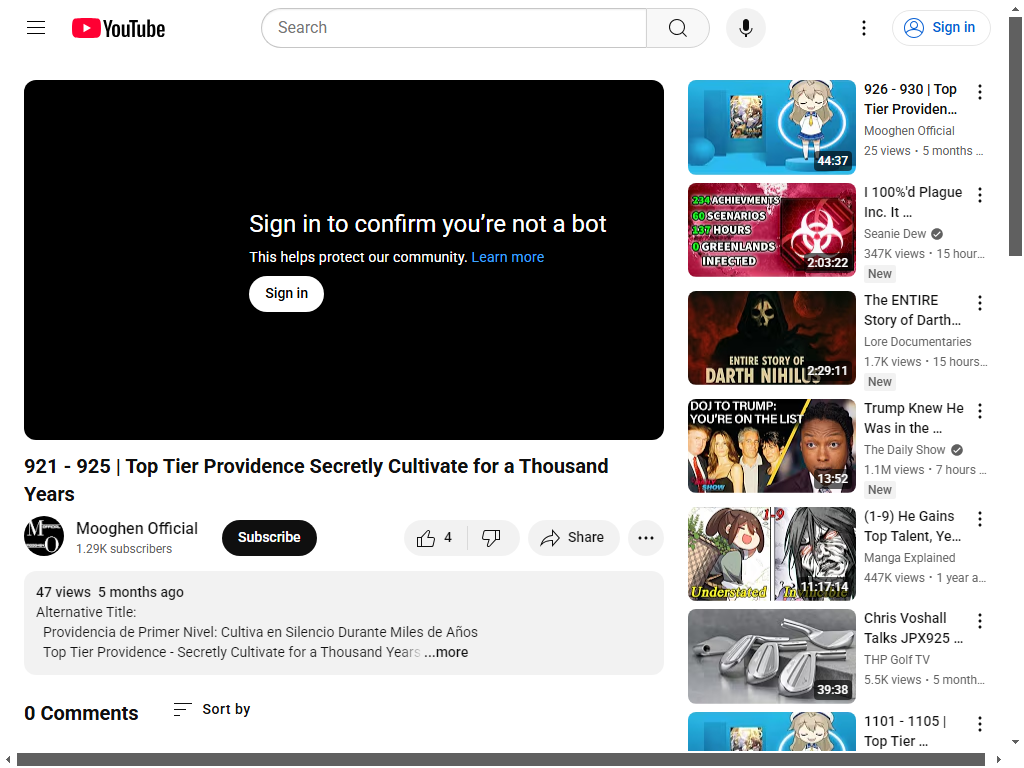 YouTube
Search
Sign in
Sign in to confirm you’re not a bot
This helps protect our community. Learn more
Sign in
921 - 925 | Top Tier Providence Secretly Cultivate for a Thousand
Years
Mooghen Official
1.29K subscribers
Subscribe
4
Share
47 views 5 months ago
Alternative Title:
Providencia de Primer Nivel: Cultiva en Silencio Durante Miles de Años
Top Tier Providence - Secretly Cultivate for a Thousand Years ...more
0 Comments
Sort by
44:37
926 - 930 | Top
Tier Providen...
Mooghen Official
25 views • 5 months ...
234 ACHIEVMENTS
60 SCENARIOS
137 HOURS
0 GREENLANDS
INFECTED
2:03:22
I 100%'d Plague
Inc. It ...
Seanie Dew
347K views • 15 hour...
New
ENTIRE STORY OF
DARTH NIHILUS
2:29:11
The ENTIRE
Story of Darth...
Lore Documentaries
1.7K views • 15 hours...
New
DOJ TO TRUMP:
YOU'RE ON THE LIST
SHOW
13:52
Trump Knew He
Was in the ...
The Daily Show
1.1M views • 7 hours ...
New
1-9
Understated
11:17:14
(1-9) He Gains
Top Talent, Ye...
Manga Explained
447K views • 1 year a...
39:38
Chris Voshall
Talks JPX925 ...
THP Golf TV
5.5K views • 5 month...
1101 - 1105 |
Top Tier ...